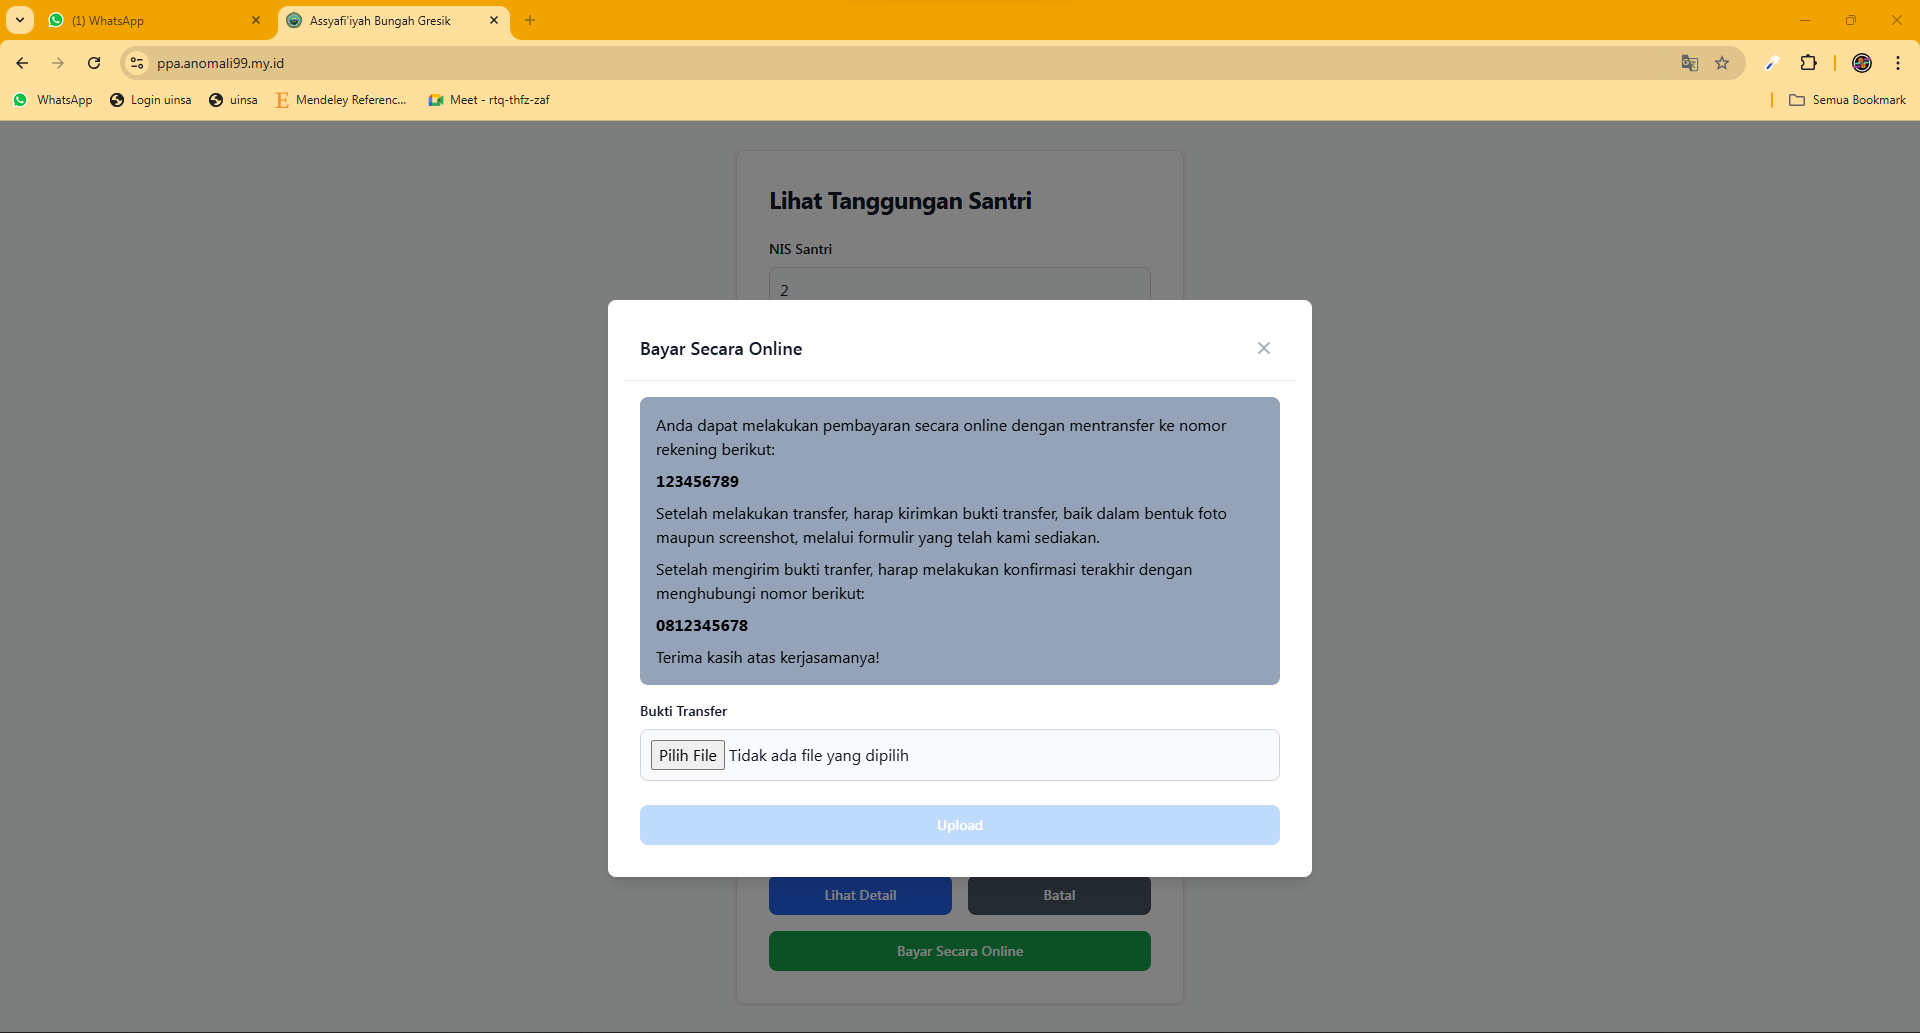 (1) WhatsApp
Assyafi'iyah Bungah Gresik
ppa.anomali99.my.id
WhatsApp
Login uinsa
uinsa
Mendeley Referenc...
Meet - rtq-thfz-zaf
Semua Bookmark
Lihat Tanggungan Santri
NIS Santri
2
Bayar Secara Online
Anda dapat melakukan pembayaran secara online dengan mentransfer ke nomor
rekening berikut:
123456789
Setelah melakukan transfer, harap kirimkan bukti transfer, baik dalam bentuk foto
maupun screenshot, melalui formulir yang telah kami sediakan.
Setelah mengirim bukti tranfer, harap melakukan konfirmasi terakhir dengan
menghubungi nomor berikut:
0812345678
Terima kasih atas kerjasamanya!
Bukti Transfer
Pilih File Tidak ada file yang dipilih
Upload
Lihat Detail
Batal
Bayar Secara Online